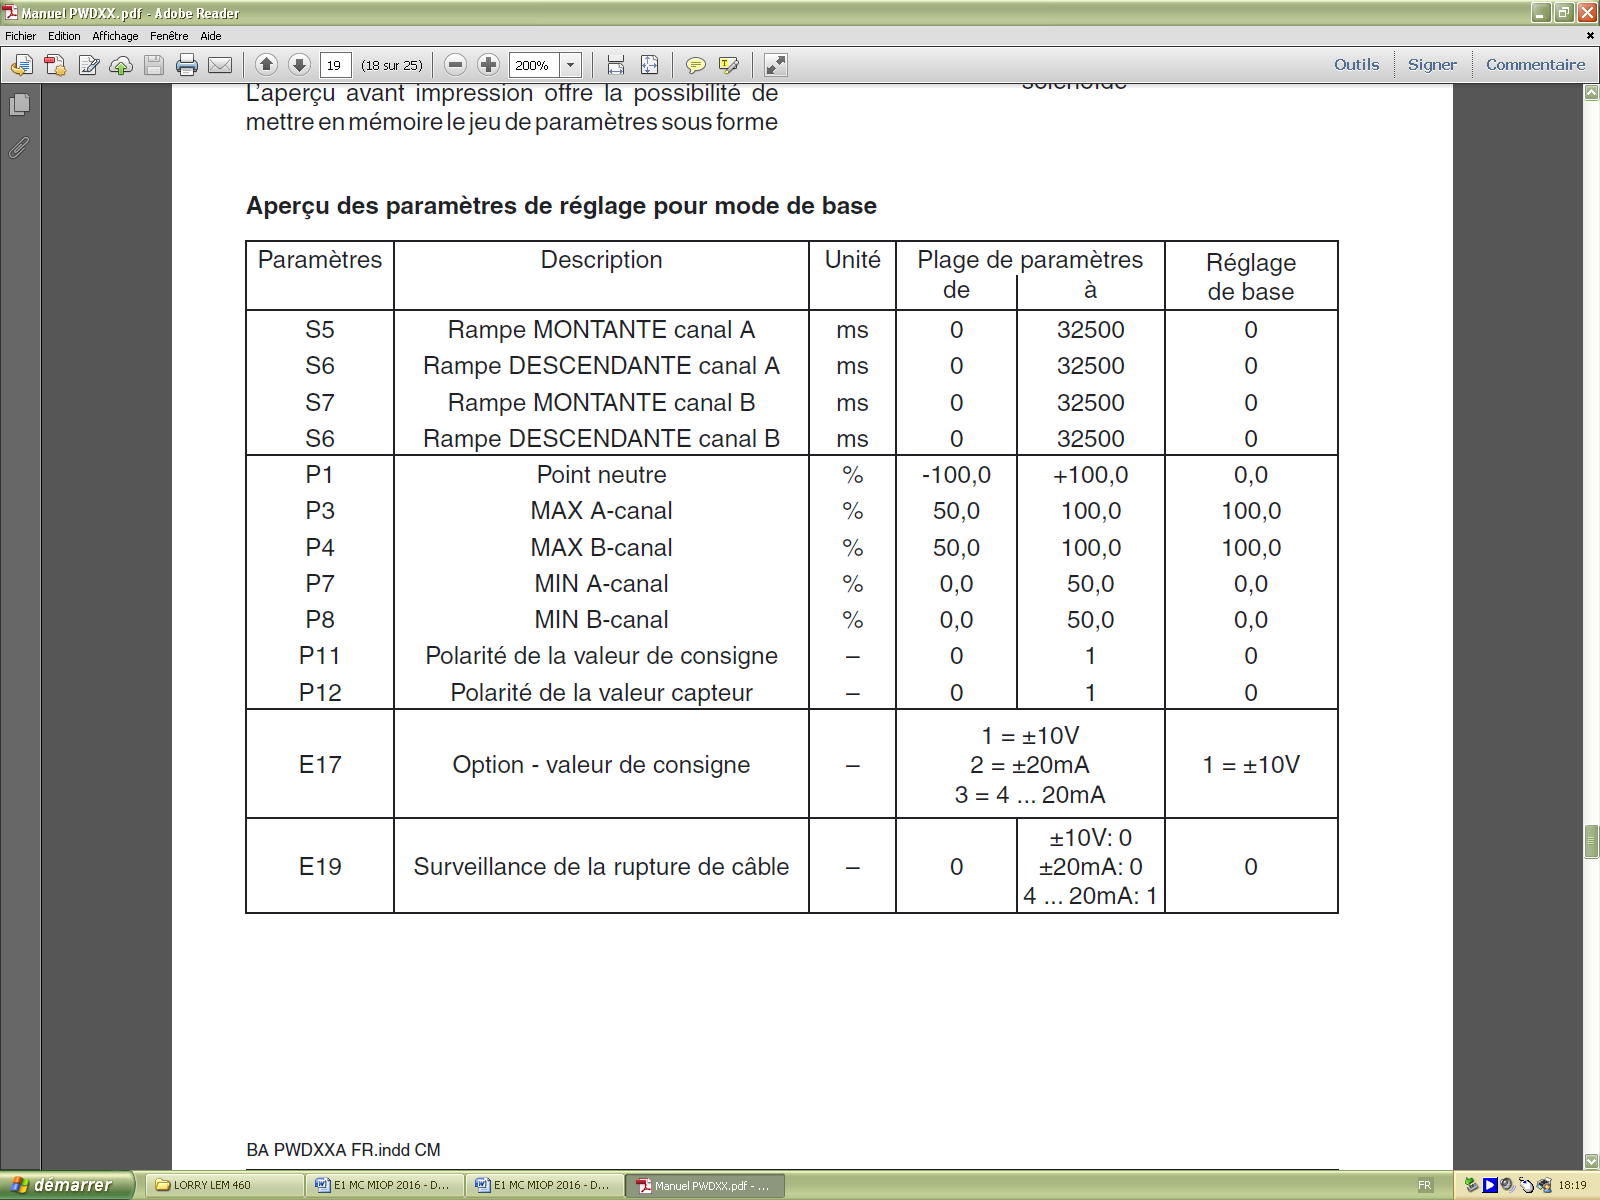 Manuel PWDXX.pdf - Adobe Reader
Fichier Edition Affichage Fenêtre Aide
19 (18 sur 25) 200% Outils Signer Commentaire
L'aperçu avant impression offre la possibilité de
mettre en mémoire le jeu de paramètres sous forme
solénoïde
Aperçu des paramètres de réglage pour mode de base
Paramètres Description Unité Plage de paramètres Réglage
de à de base
S5 Rampe MONTANTE canal A ms 0 32500 0
S6 Rampe DESCENDANTE canal A ms 0 32500 0
S7 Rampe MONTANTE canal B ms 0 32500 0
S6 Rampe DESCENDANTE canal B ms 0 32500 0
P1 Point neutre % -100,0 +100,0 0,0
P3 MAX A-canal % 50,0 100,0 100,0
P4 MAX B-canal % 50,0 100,0 100,0
P7 MIN A-canal % 0,0 50,0 0,0
P8 MIN B-canal % 0,0 50,0 0,0
P11 Polarité de la valeur de consigne – 0 1 0
P12 Polarité de la valeur capteur – 0 1 0
1 = ±10V
E17 Option - valeur de consigne – 2 = ±20mA 1 = ±10V
3 = 4 ... 20mA
±10V: 0
E19 Surveillance de la rupture de câble – 0 ±20mA: 0 0
4 ... 20mA: 1
BA PWDXXA FR.indd CM
démarrer LORRY LEM 460 E1 MC MIOP 2016 - D... E1 MC MIOP 2016 - D... Manuel PWDXX.pdf - ... FR 18:19